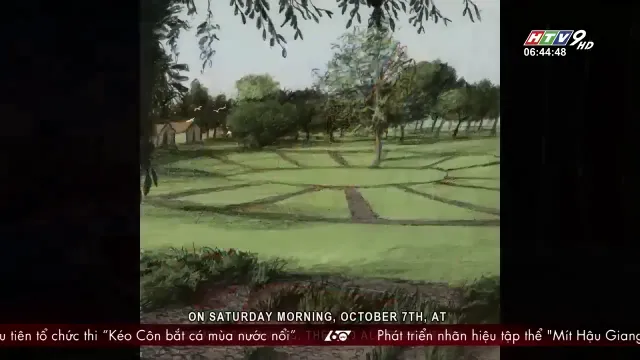 HTV9 HD
06:44:48
ON SATURDAY MORNING, OCTOBER 7TH, AT
u tiên tổ chức thi “Kéo Côn bắt cá mùa nước nổi” 60 Phát triển nhãn hiệu tập thể "Mít Hậu Giang